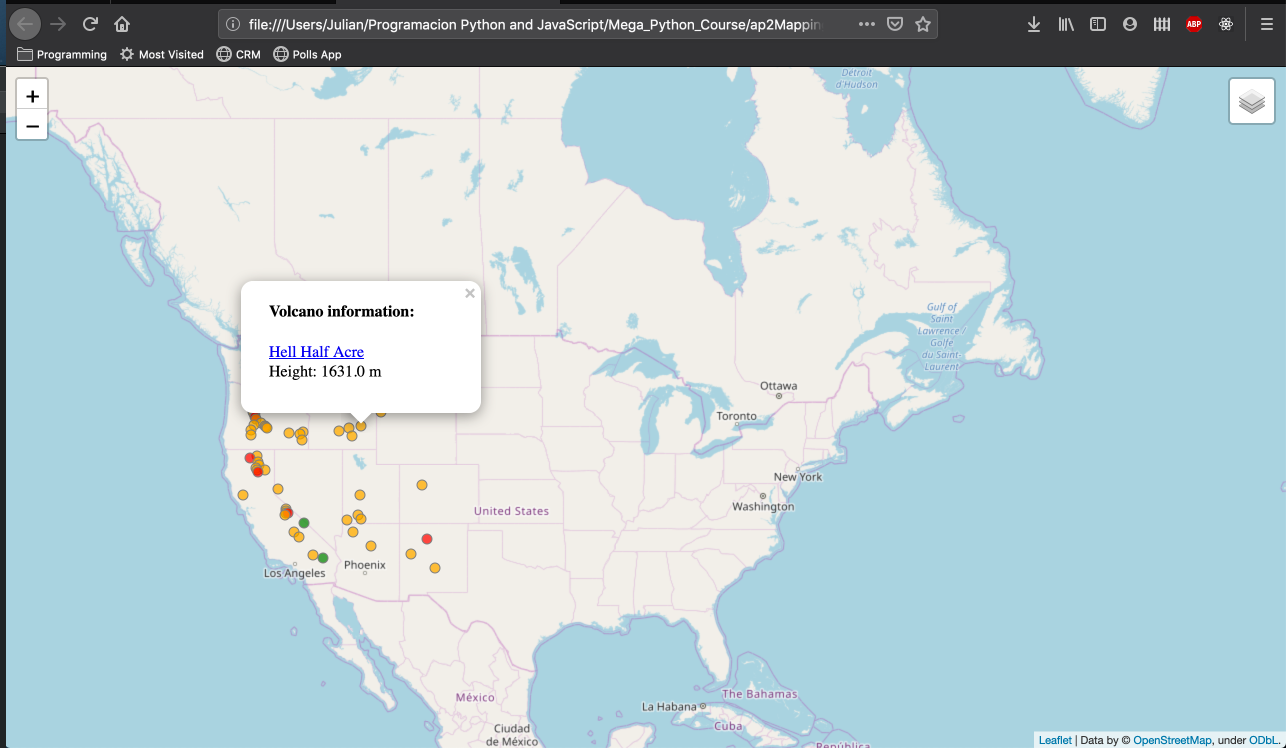 file:///Users/Julian/Programacion Python and JavaScript/Mega_Python_Course/ap2Mappin
ABP
Programming
Most Visited
CRM
Polls App
+
−
Détroit
d'Hudson
Volcano information:
Hell Half Acre
Height: 1631.0 m
Gulf of
Saint
Lawrence /
Golfe
du Saint-
Laurent
Ottawa
Toronto
New York
Washington
United States
Los Angeles
Phoenix
México
La Habana
The Bahamas
Cuba
Ciudad
de México
República
Leaflet | Data by © OpenStreetMap, under ODbL.